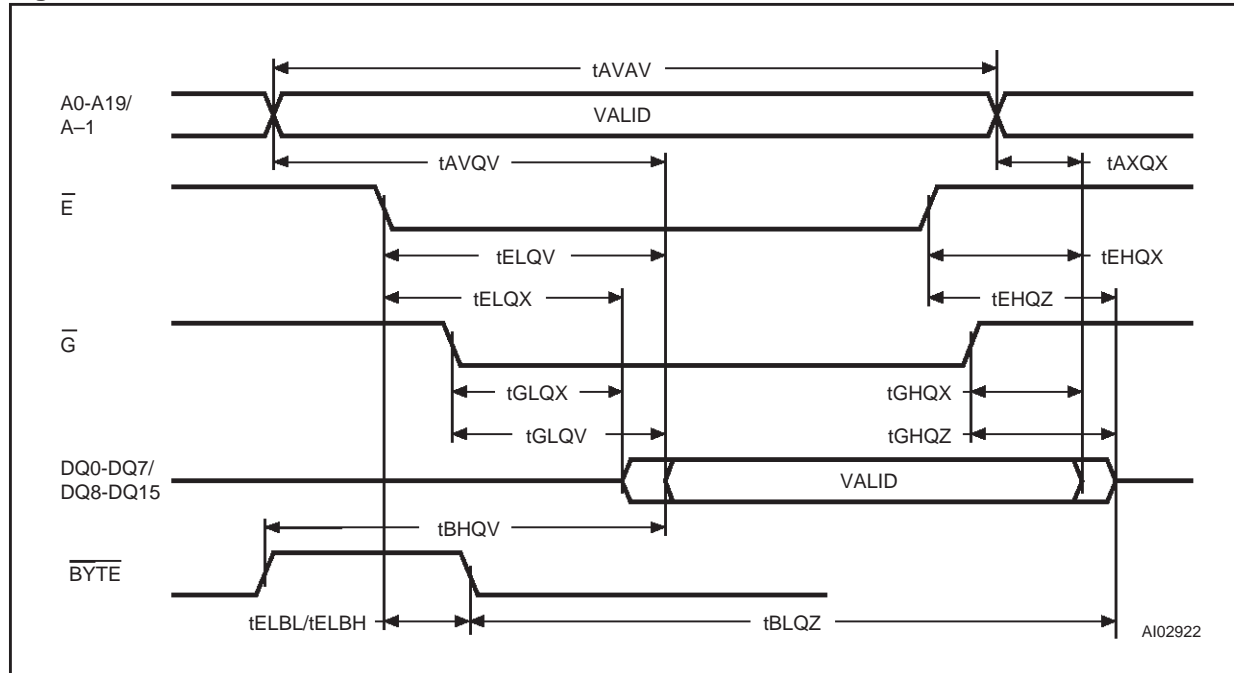 tAVAV
A0-A19/
A–1
VALID
tAVQV
tAXQX
E
tELQV
tEHQX
tELQX
tEHQZ
G
tGLQX
tGHQX
tGLQV
tGHQZ
DQ0-DQ7/
DQ8-DQ15
VALID
tBHQV
BYTE
tELBL/tELBH
tBLQZ
AI02922